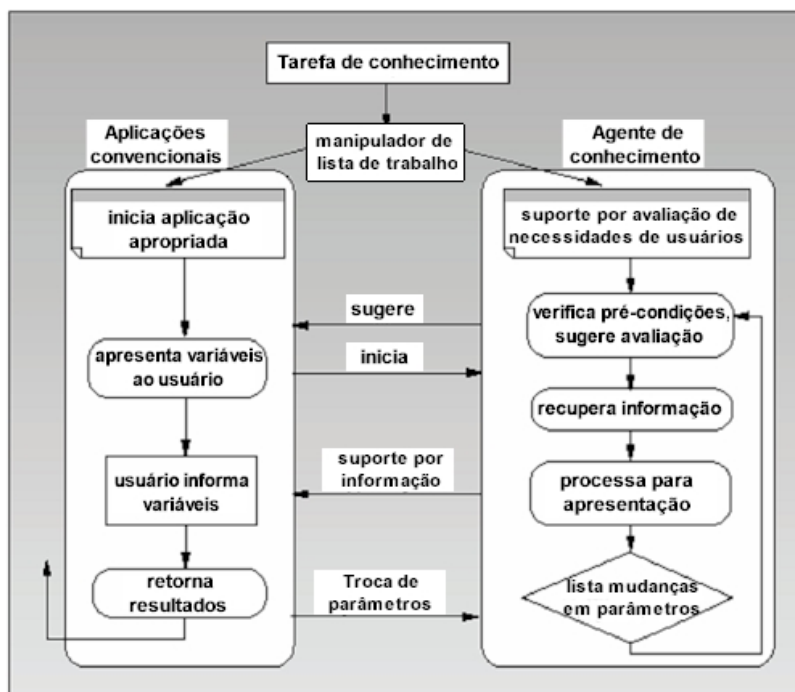 Tarefa de conhecimento
Aplicações
convencionais
manipulador de
lista de trabalho
Agente de
conhecimento
inicia aplicação
apropriada
suporte por avaliação de
necessidades de usuários
sugere
verifica pré-condições,
sugere avaliação
apresenta variáveis
ao usuário
inicia
recupera informação
suporte por
informação
usuário informa
variáveis
processa para
apresentação
retorna
resultados
Troca de
parâmetros
lista mudanças
em parâmetros